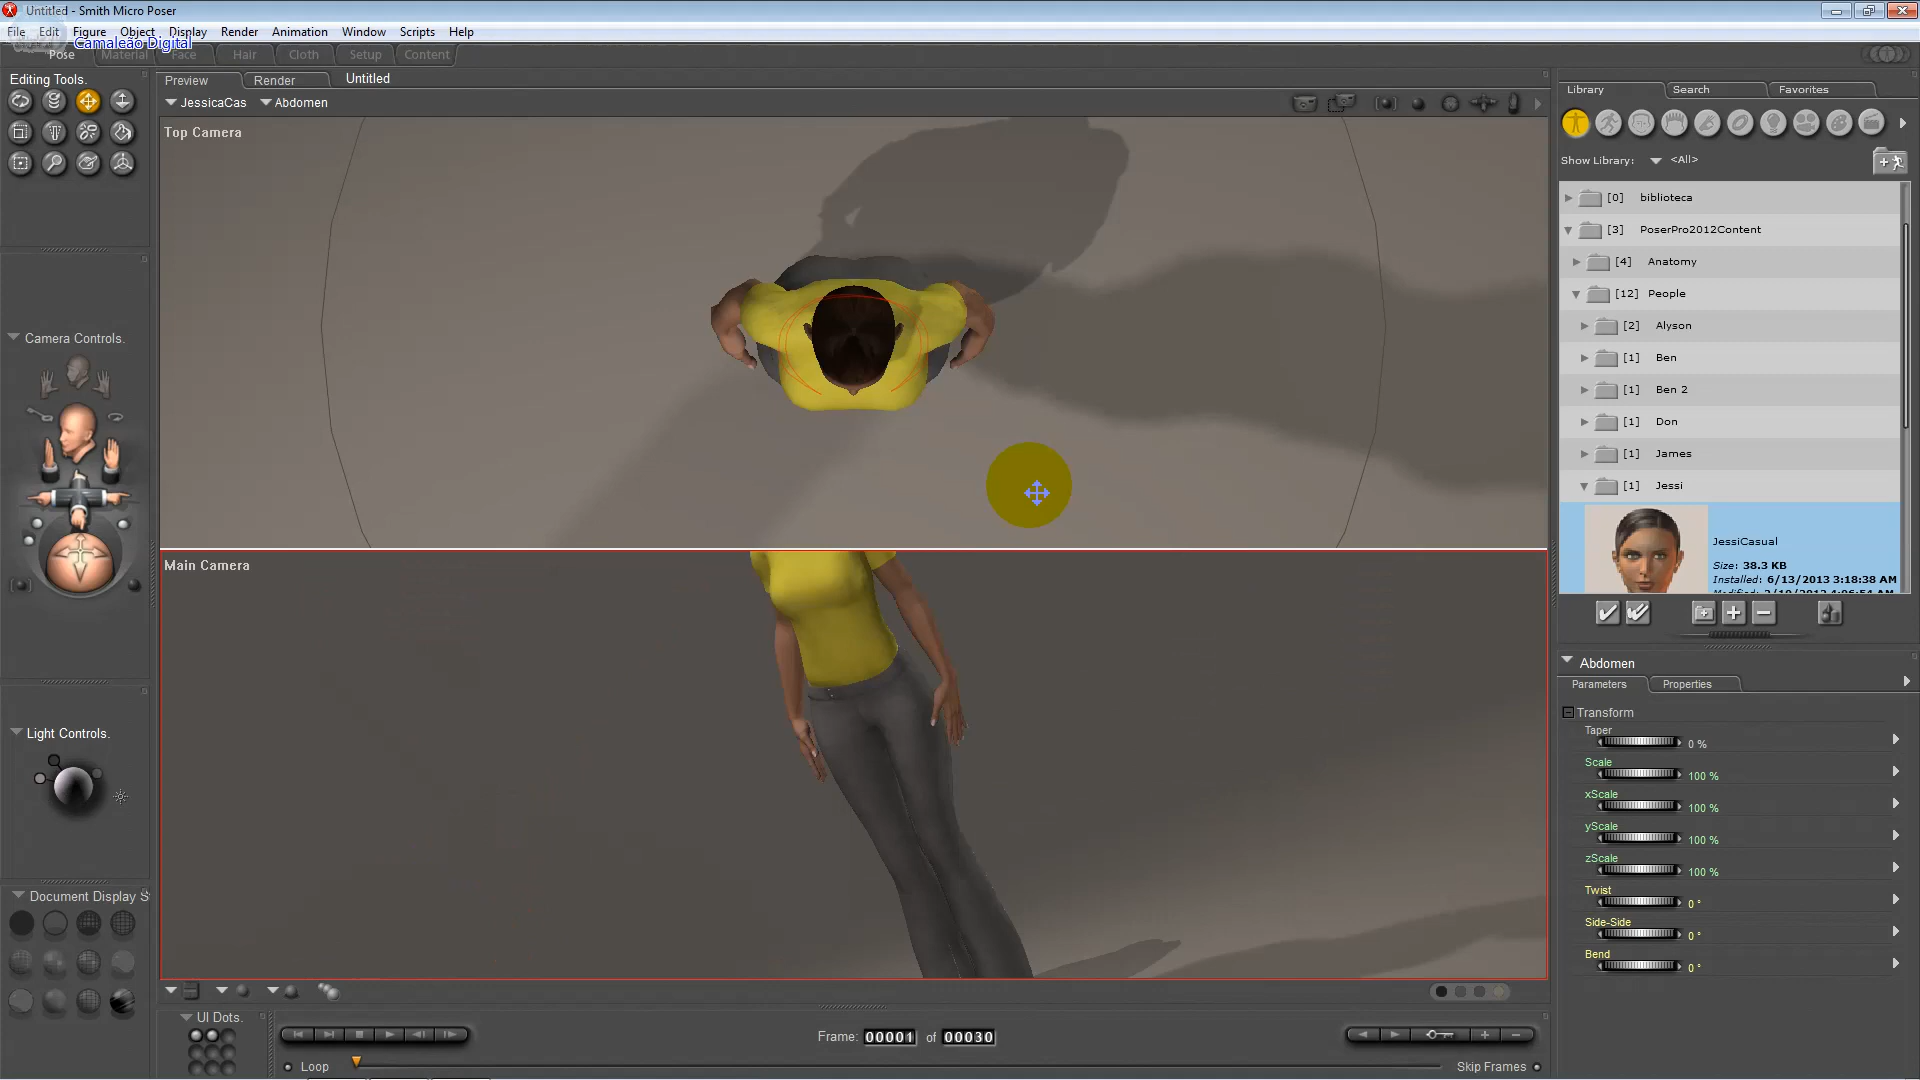 Untitled - Smith Micro Poser
File Edit Figure Object Display Render Animation Window Scripts Help
Camaleão Digital
Pose Material Face Hair Cloth Setup Content
Editing Tools.
Preview Render Untitled
JessicaCas Abdomen
Top Camera
Camera Controls.
Main Camera
Light Controls.
Document Display S
UI Dots.
Frame: 00001 of 00030
Loop
Skip Frames
Library Search Favorites
Show Library: <All>
[0] biblioteca
[3] PoserPro2012Content
[4] Anatomy
[12] People
[2] Alyson
[1] Ben
[1] Ben 2
[1] Don
[1] James
[1] Jessi
JessiCasual
Size: 38.3 KB
Installed: 6/13/2013 3:18:38 AM
Abdomen
Parameters Properties
Transform
Taper
0 %
Scale
100 %
xScale
100 %
yScale
100 %
zScale
100 %
Twist
0 °
Side-Side
0 °
Bend
0 °